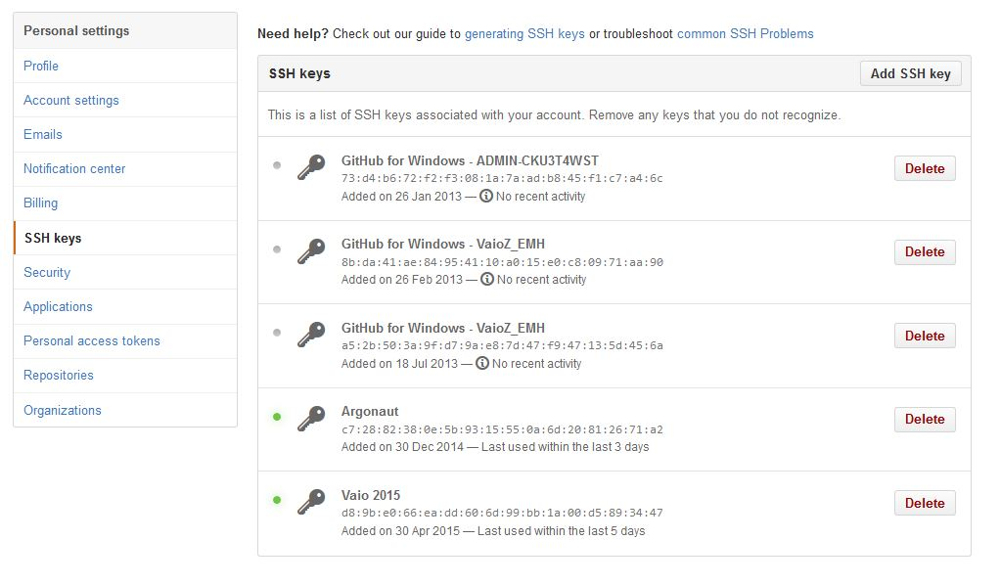 Personal settings
Profile
Account settings
Emails
Notification center
Billing
SSH keys
Security
Applications
Personal access tokens
Repositories
Organizations
Need help? Check out our guide to generating SSH keys or troubleshoot common SSH Problems
SSH keys
Add SSH key
This is a list of SSH keys associated with your account. Remove any keys that you do not recognize.
GitHub for Windows - ADMIN-CKU3T4WST
73:d4:b6:72:f2:f3:08:1a:7a:ad:b8:45:f1:c7:a4:6c
Added on 26 Jan 2013 — No recent activity
Delete
GitHub for Windows - VaioZ_EMH
8b:da:41:ae:84:95:41:10:a0:15:e0:c8:09:71:aa:90
Added on 26 Feb 2013 — No recent activity
Delete
GitHub for Windows - VaioZ_EMH
a5:2b:50:3a:9f:d7:9a:e8:7d:47:f9:47:13:5d:45:6a
Added on 18 Jul 2013 — No recent activity
Delete
Argonaut
c7:28:82:38:0e:5b:93:15:55:0a:6d:20:81:26:71:a2
Added on 30 Dec 2014 — Last used within the last 3 days
Delete
Vaio 2015
d8:9b:e0:66:ea:dd:60:6d:99:bb:1a:00:d5:89:34:47
Added on 30 Apr 2015 — Last used within the last 5 days
Delete